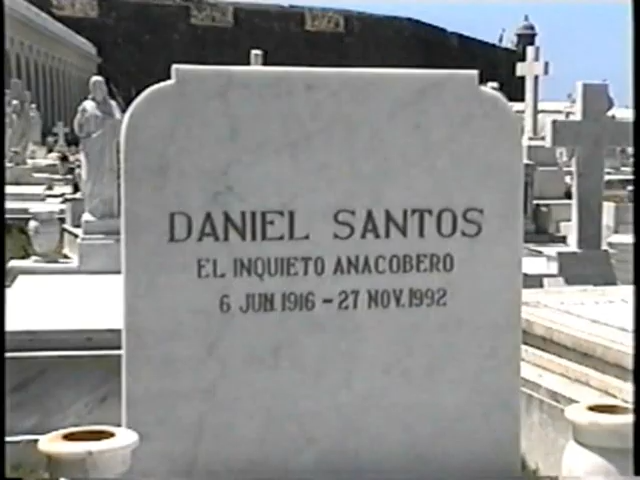 DANIEL SANTOS
EL INQUIETO ANACOBERO
6 JUN. 1916 - 27 NOV. 1992